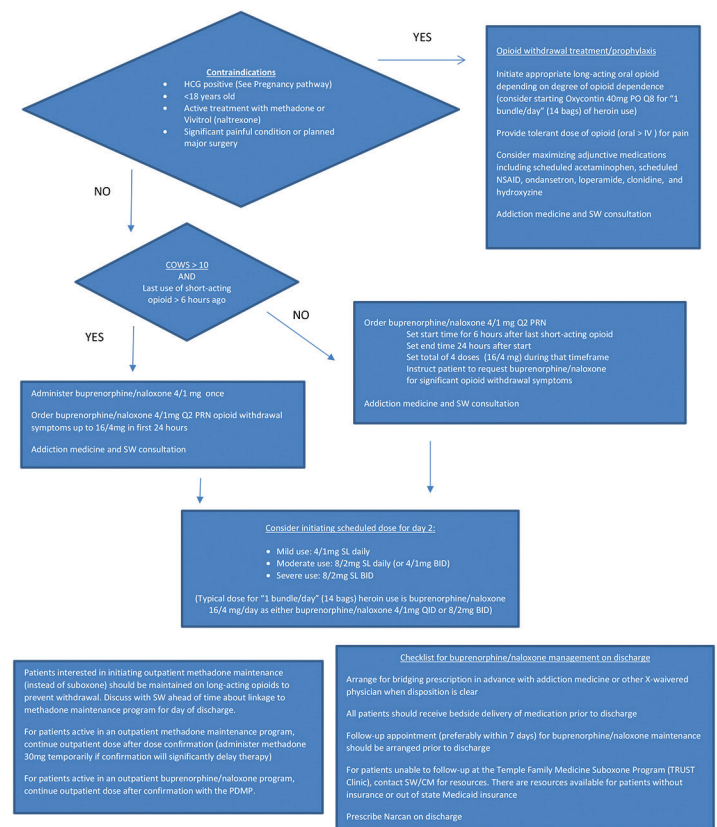 YES
Contraindications
• HCG positive (See Pregnancy pathway)
• <18 years old
• Active treatment with methadone or
Vivitrol (naltrexone)
• Significant painful condition or planned
major surgery
Opioid withdrawal treatment/prophylaxis
Initiate appropriate long-acting oral opioid
depending on degree of opioid dependence
(consider starting Oxycontin 40mg PO Q8 for “1
bundle/day” (14 bags) of heroin use)
Provide tolerant dose of opioid (oral > IV ) for pain
Consider maximizing adjunctive medications
including scheduled acetaminophen, scheduled
NSAID, ondansetron, loperamide, clonidine, and
hydroxyzine
Addiction medicine and SW consultation
NO
COWS > 10
AND
Last use of short-acting
opioid > 6 hours ago
NO
YES
Order buprenorphine/naloxone 4/1 mg Q2 PRN
Set start time for 6 hours after last short-acting opioid
Set end time 24 hours after start
Set total of 4 doses (16/4 mg) during that timeframe
Instruct patient to request buprenorphine/naloxone
for significant opioid withdrawal symptoms
Addiction medicine and SW consultation
Administer buprenorphine/naloxone 4/1 mg once
Order buprenorphine/naloxone 4/1mg Q2 PRN opioid withdrawal
symptoms up to 16/4mg in first 24 hours
Addiction medicine and SW consultation
Consider initiating scheduled dose for day 2:
• Mild use: 4/1mg SL daily
• Moderate use: 8/2mg SL daily (or 4/1mg BID)
• Severe use: 8/2mg SL BID
(Typical dose for “1 bundle/day” (14 bags) heroin use is buprenorphine/naloxone
16/4 mg/day as either buprenorphine/naloxone 4/1mg QID or 8/2mg BID)
Patients interested in initiating outpatient methadone maintenance
(instead of suboxone) should be maintained on long-acting opioids to
prevent withdrawal. Discuss with SW ahead of time about linkage to
methadone maintenance program for day of discharge.
For patients active in an outpatient methadone maintenance program,
continue outpatient dose after dose confirmation (administer methadone
30mg temporarily if confirmation will significantly delay therapy)
For patients active in an outpatient buprenorphine/naloxone program,
continue outpatient dose after confirmation with the PDMP.
Checklist for buprenorphine/naloxone management on discharge
Arrange for bridging prescription in advance with addiction medicine or other X-waivered
physician when disposition is clear
All patients should receive bedside delivery of medication prior to discharge
Follow-up appointment (preferably within 7 days) for buprenorphine/naloxone maintenance
should be arranged prior to discharge
For patients unable to follow-up at the Temple Family Medicine Suboxone Program (TRUST
Clinic), contact SW/CM for resources. There are resources available for patients without
insurance or out of state Medicaid insurance
Prescribe Narcan on discharge